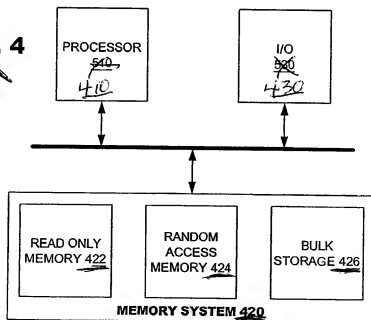 4
PROCESSOR
510
410
I/O
530
430
READ ONLY
MEMORY 422
RANDOM
ACCESS
MEMORY 424
BULK
STORAGE 426
MEMORY SYSTEM 420